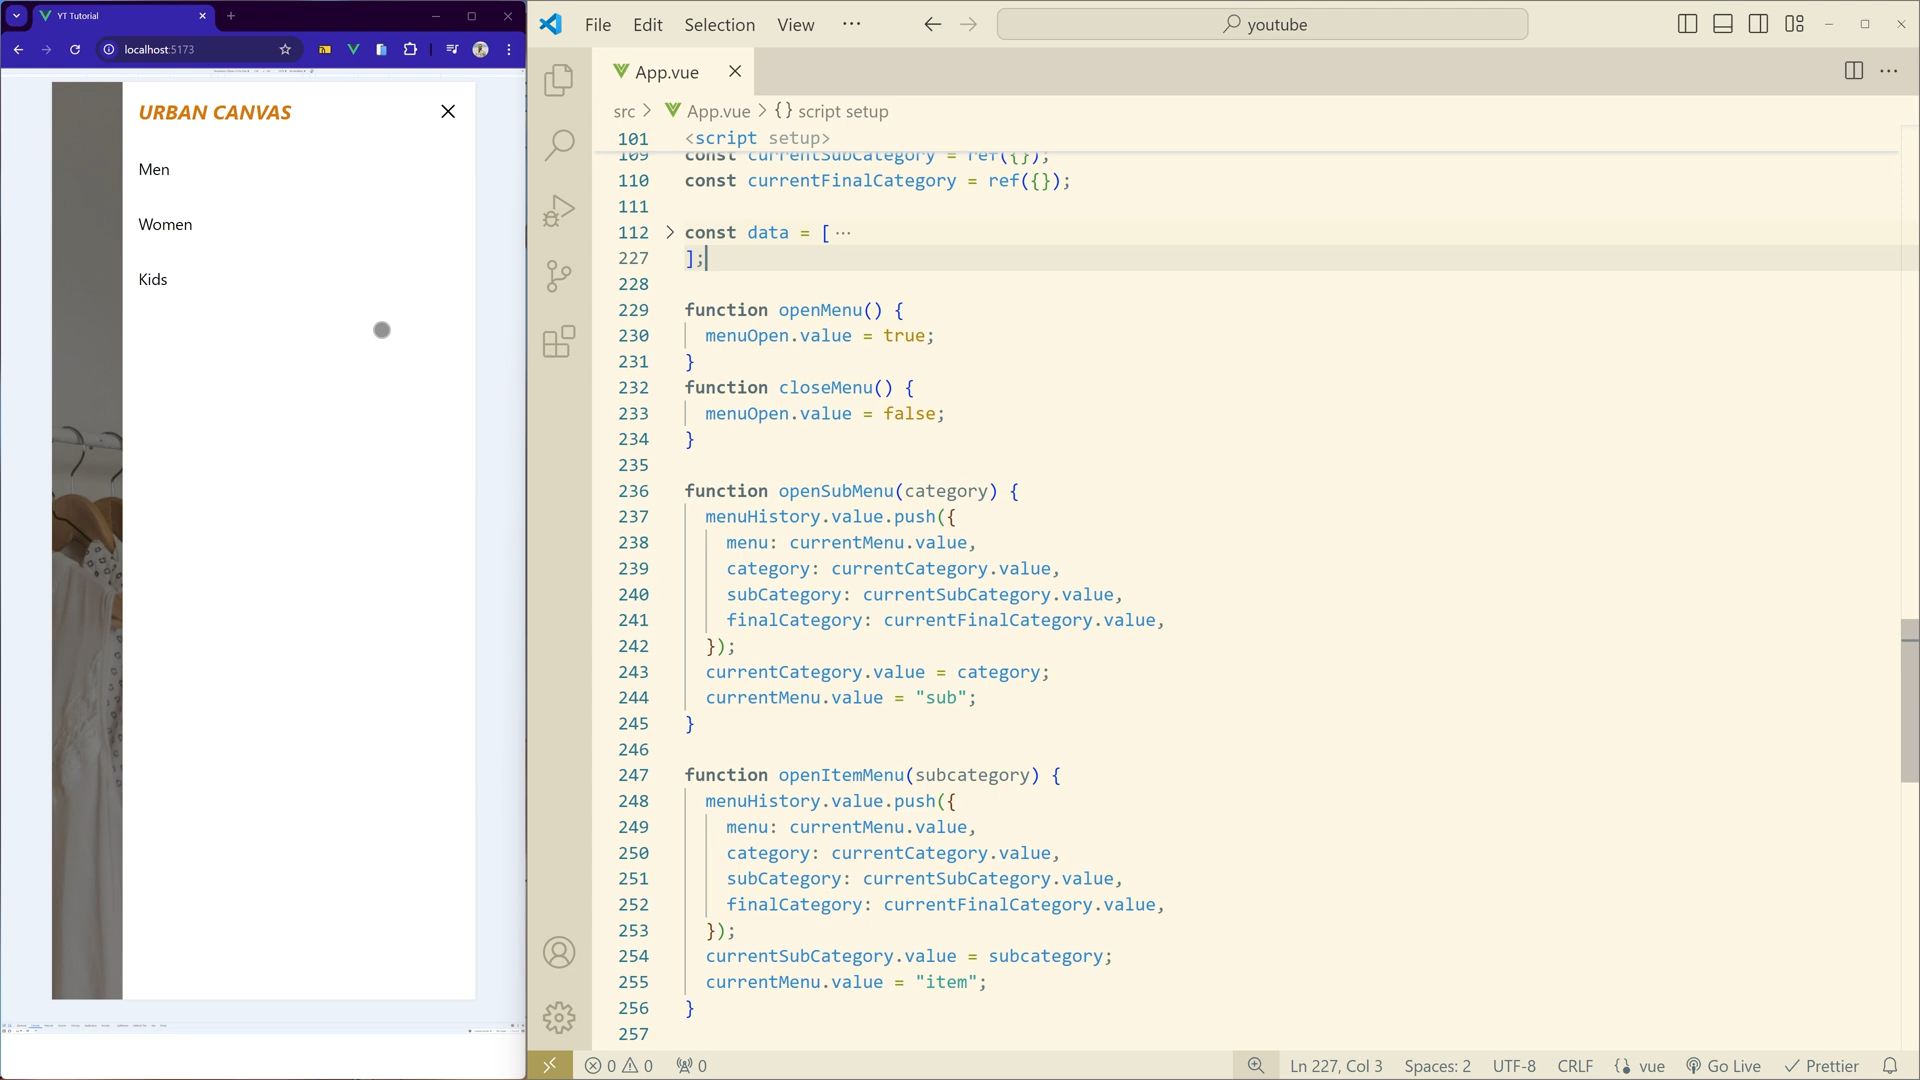 YT Tutorial
localhost:5173
URBAN CANVAS
Men
Women
Kids
File Edit Selection View ···
youtube
App.vue
src > App.vue > {} script setup
101 <script setup>
109 const currentSubCategory = ref({});
110 const currentFinalCategory = ref({});
111
112 const data = [ ···
227 ];
228
229 function openMenu() {
230 menuOpen.value = true;
231 }
232 function closeMenu() {
233 menuOpen.value = false;
234 }
235
236 function openSubMenu(category) {
237 menuHistory.value.push({
238 menu: currentMenu.value,
239 category: currentCategory.value,
240 subCategory: currentSubCategory.value,
241 finalCategory: currentFinalCategory.value,
242 });
243 currentCategory.value = category;
244 currentMenu.value = "sub";
245 }
246
247 function openItemMenu(subcategory) {
248 menuHistory.value.push({
249 menu: currentMenu.value,
250 category: currentCategory.value,
251 subCategory: currentSubCategory.value,
252 finalCategory: currentFinalCategory.value,
253 });
254 currentSubCategory.value = subcategory;
255 currentMenu.value = "item";
256 }
257
0 0 0 Ln 227, Col 3 Spaces: 2 UTF-8 CRLF vue Go Live Prettier